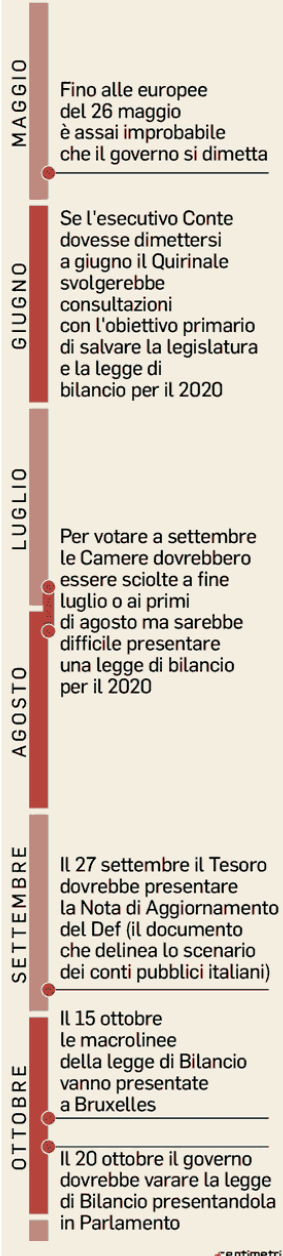 MAGGIO
Fino alle europee
del 26 maggio
è assai improbabile
che il governo si dimetta
GIUGNO
Se l'esecutivo Conte
dovesse dimettersi
a giugno il Quirinale
svolgerebbe
consultazioni
con l'obiettivo primario
di salvare la legislatura
e la legge di
bilancio per il 2020
LUGLIO
Per votare a settembre
le Camere dovrebbero
essere sciolte a fine
luglio o ai primi
di agosto ma sarebbe
difficile presentare
una legge di bilancio
per il 2020
AGOSTO
SETTEMBRE
Il 27 settembre il Tesoro
dovrebbe presentare
la Nota di Aggiornamento
del Def (il documento
che delinea lo scenario
dei conti pubblici italiani)
OTTOBRE
Il 15 ottobre
le macrolinee
della legge di Bilancio
vanno presentate
a Bruxelles
Il 20 ottobre il governo
dovrebbe varare la legge
di Bilancio presentandola
in Parlamento
centimetri